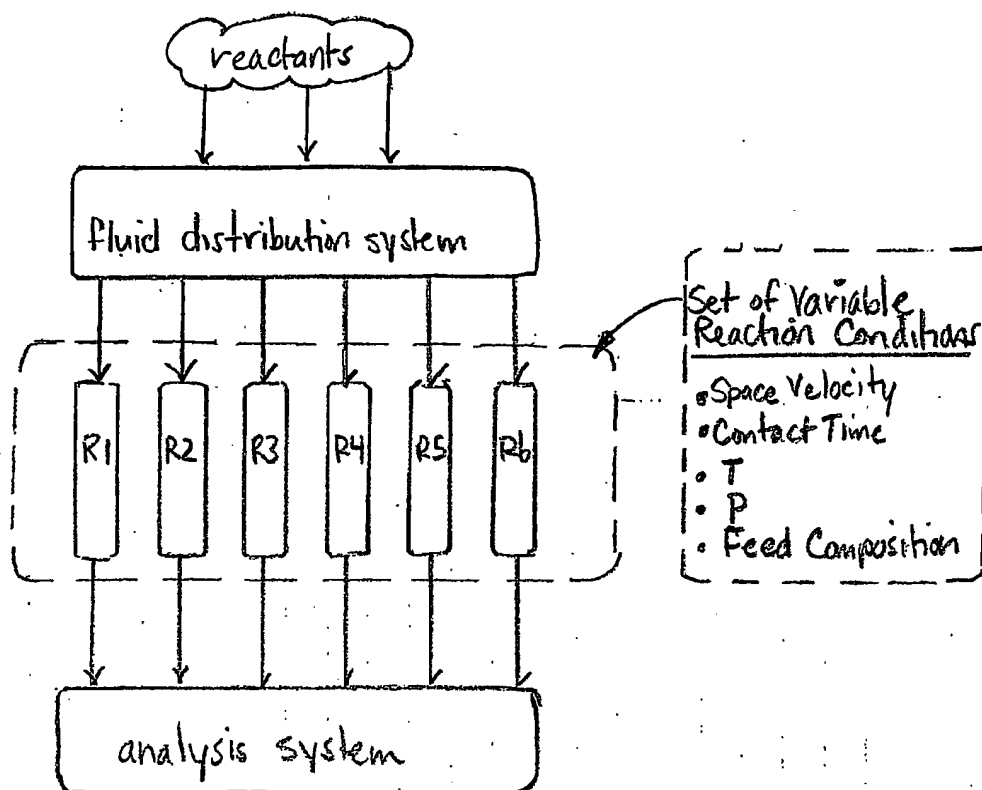 reactants
fluid distribution system
Set of Variable
Reaction Conditions
• Space Velocity
• Contact Time
• T
• P
• Feed Composition
R1 R2 R3 R4 R5 R6
analysis system